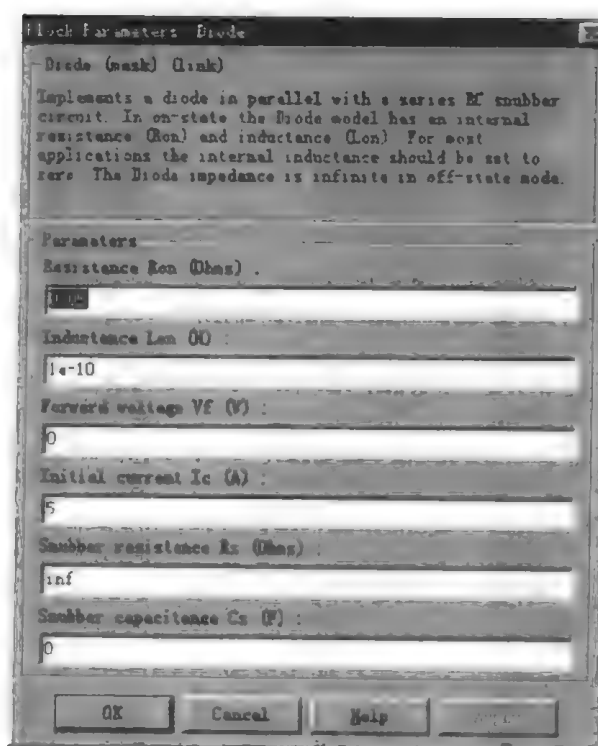 Block Parameters: Diode
Diode (mask) (link)
Implements a diode in parallel with a series RC snubber
circuit. In on-state the Diode model has an internal
resistance (Ron) and inductance (Lon) For most
applications the internal inductance should be set to
zero The Diode impedance is infinite in off-state mode.
Parameters
Resistance Ron (Ohms) :
Inductance Lon (H) :
1e-10
Forward voltage Vf (V) :
0
Initial current Ic (A) :
5
Snubber resistance Rs (Ohms) :
inf
Snubber capacitance Cs (F) :
0
OK
Cancel
Help
Apply